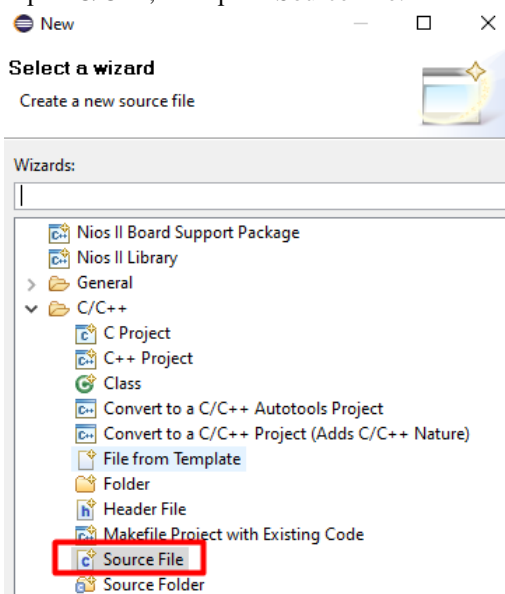 New
Select a wizard
Create a new source file
Wizards:
Nios II Board Support Package
Nios II Library
General
C/C++
C Project
C++ Project
Class
Convert to a C/C++ Autotools Project
Convert to a C/C++ Project (Adds C/C++ Nature)
File from Template
Folder
Header File
Makefile Project with Existing Code
Source File
Source Folder